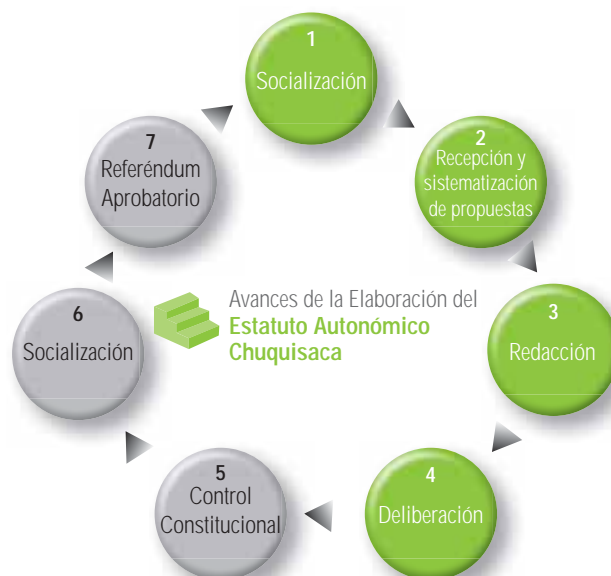 1
Socialización
2
Recepción y
sistematización
de propuestas
3
Redacción
4
Deliberación
5
Control
Constitucional
6
Socialización
7
Referéndum
Aprobatorio
Avances de la Elaboración del
Estatuto Autonómico
Chuquisaca